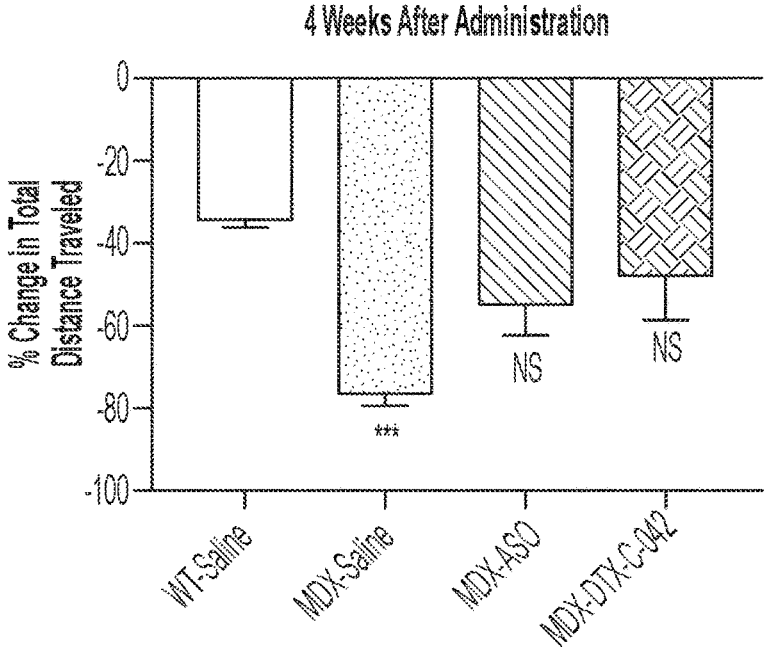 4 Weeks After Administration
% Change in Total
Distance Traveled
0
-20
-40
-60
-80
-100
***
NS
NS
WT-Saline
MDX-Saline
MDX-ASO
MDX-DTX-C-042